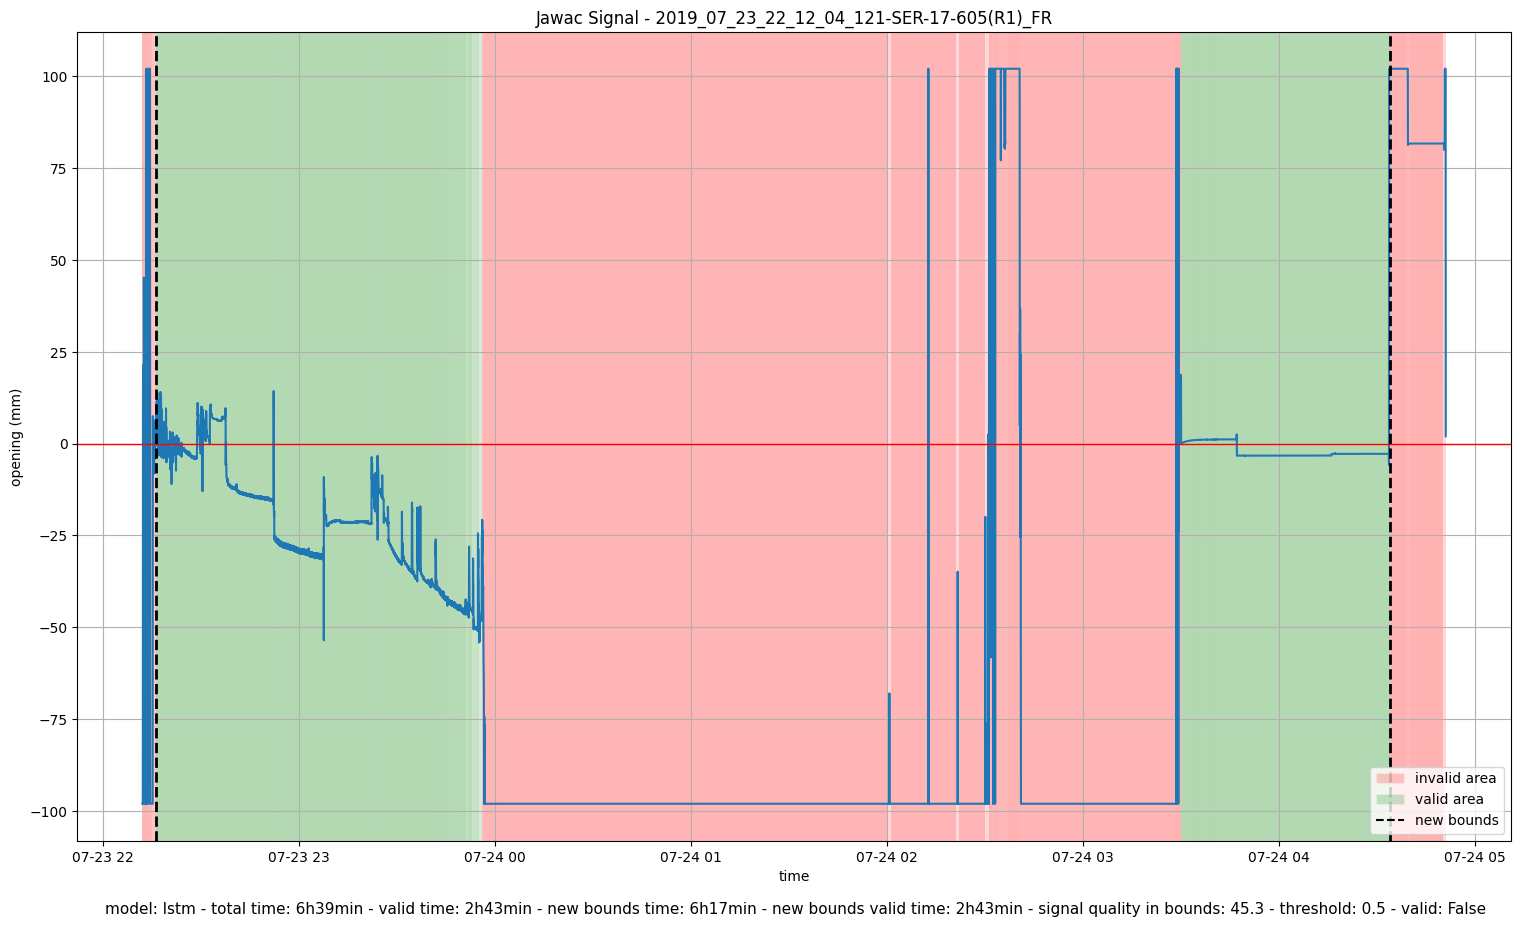 Jawac Signal - 2019_07_23_22_12_04_121-SER-17-605(R1)_FR
100
75
50
25
0
−25
−50
−75
−100
opening (mm)
invalid area
valid area
new bounds
07-23 22
07-23 23
07-24 00
07-24 01
07-24 02
07-24 03
07-24 04
07-24 05
time
model: lstm - total time: 6h39min - valid time: 2h43min - new bounds time: 6h17min - new bounds valid time: 2h43min - signal quality in bounds: 45.3 - threshold: 0.5 - valid: False